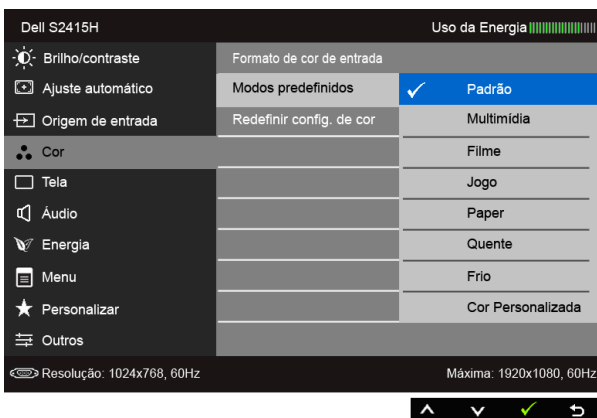 Dell S2415H Uso da Energia
Brilho/contraste Formato de cor de entrada
Ajuste automático Modos predefinidos Padrão
Origem de entrada Redefinir config. de cor Multimídia
Cor Filme
Tela Jogo
Áudio Paper
Energia Quente
Menu Frio
Personalizar Cor Personalizada
Outros
Resolução: 1024x768, 60Hz Máxima: 1920x1080, 60Hz